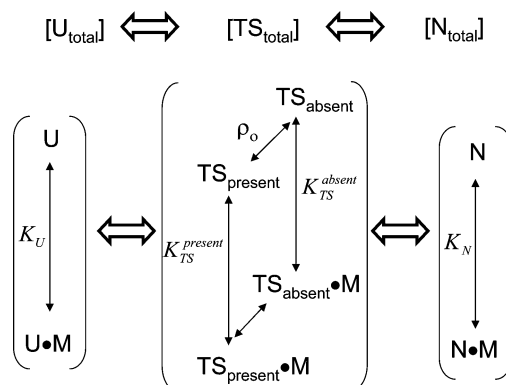 [U_total] ⇔ [TS_total] ⇔ [N_total]
TS_absent
ρ_o
U
N
TS_present
K_TS^absent
K_U
K_TS^present
K_N
TS_absent●M
U●M
N●M
TS_present●M